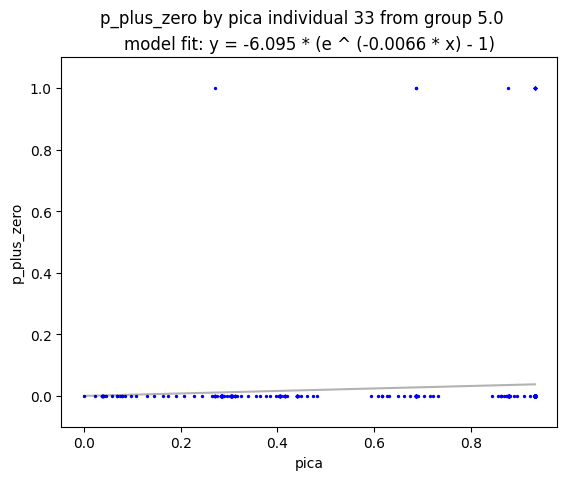 p_plus_zero by pica individual 33 from group 5.0
model fit: y = -6.095 * (e ^ (-0.0066 * x) - 1)
1.0
0.8
0.6
0.4
0.2
0.0
p_plus_zero
0.0 0.2 0.4 0.6 0.8
pica